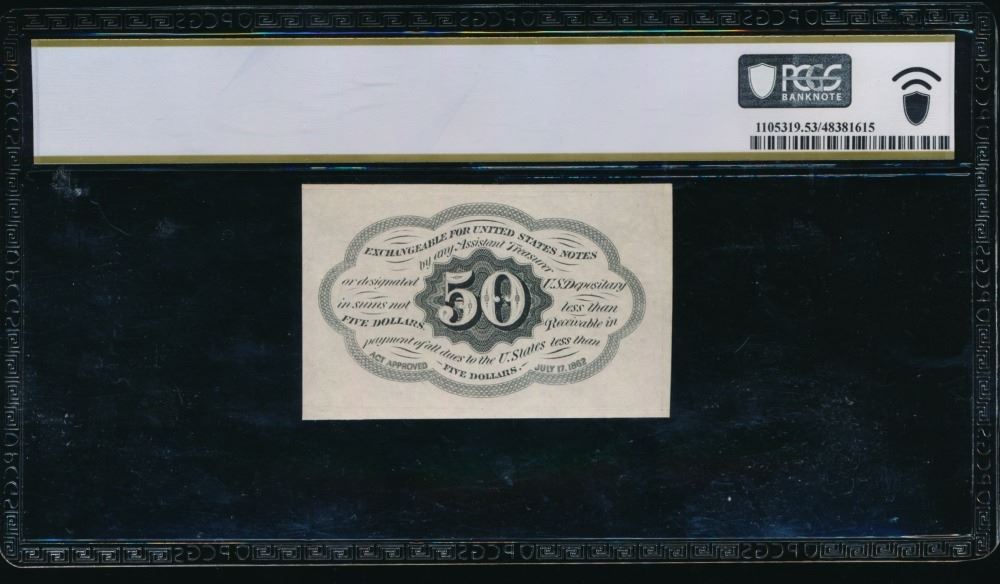 PCGS
BANKNOTE
1105319.53/48381615
EXCHANGEABLE FOR UNITED STATES NOTES
by any Assistant Treasurer
or designated U.S. Depositary
in sums not less than
FIVE DOLLARS, Receivable in
payment of all dues to the U. States less than
FIVE DOLLARS.
50
ACT APPROVED JULY 17, 1862